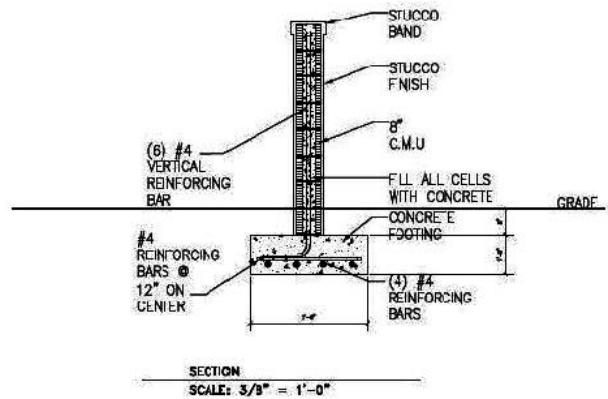 STUCCO
BAND
STUCCO
FINISH
8"
C.M.U
(6) #4
VERTICAL
REINFORCING
BAR
FILL ALL CELLS
WITH CONCRETE
GRADE
CONCRETE
FOOTING
#4
REINFORCING
BARS @
12" ON
CENTER
(4) #4
REINFORCING
BARS
SECTION
SCALE: 3/8" = 1'-0"